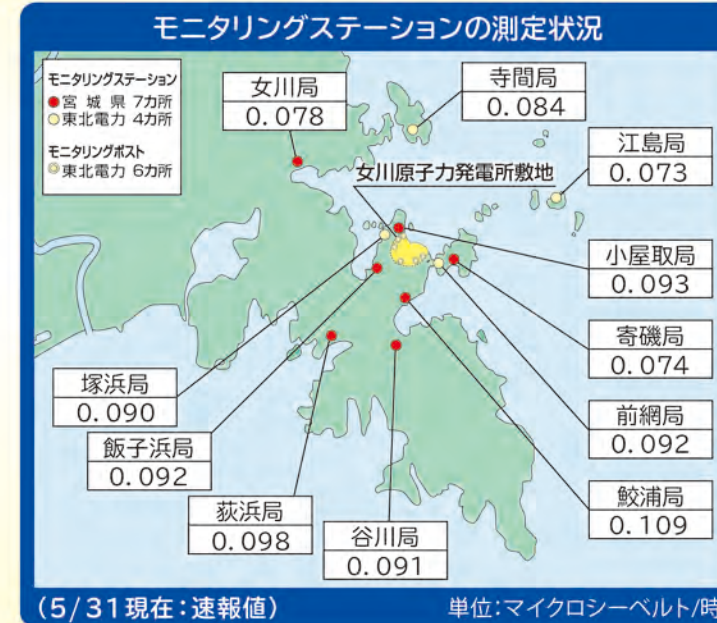 モニタリングステーションの測定状況
モニタリングステーション
宮城県 7カ所
東北電力 4カ所
モニタリングポスト
東北電力 6カ所
女川局
0.078
寺間局
0.084
江島局
0.073
女川原子力発電所敷地
小屋取局
0.093
寄磯局
0.074
前網局
0.092
鮫浦局
0.109
塚浜局
0.090
飯子浜局
0.092
荻浜局
0.098
谷川局
0.091
(5/31現在:速報値)
単位:マイクロシーベルト/時